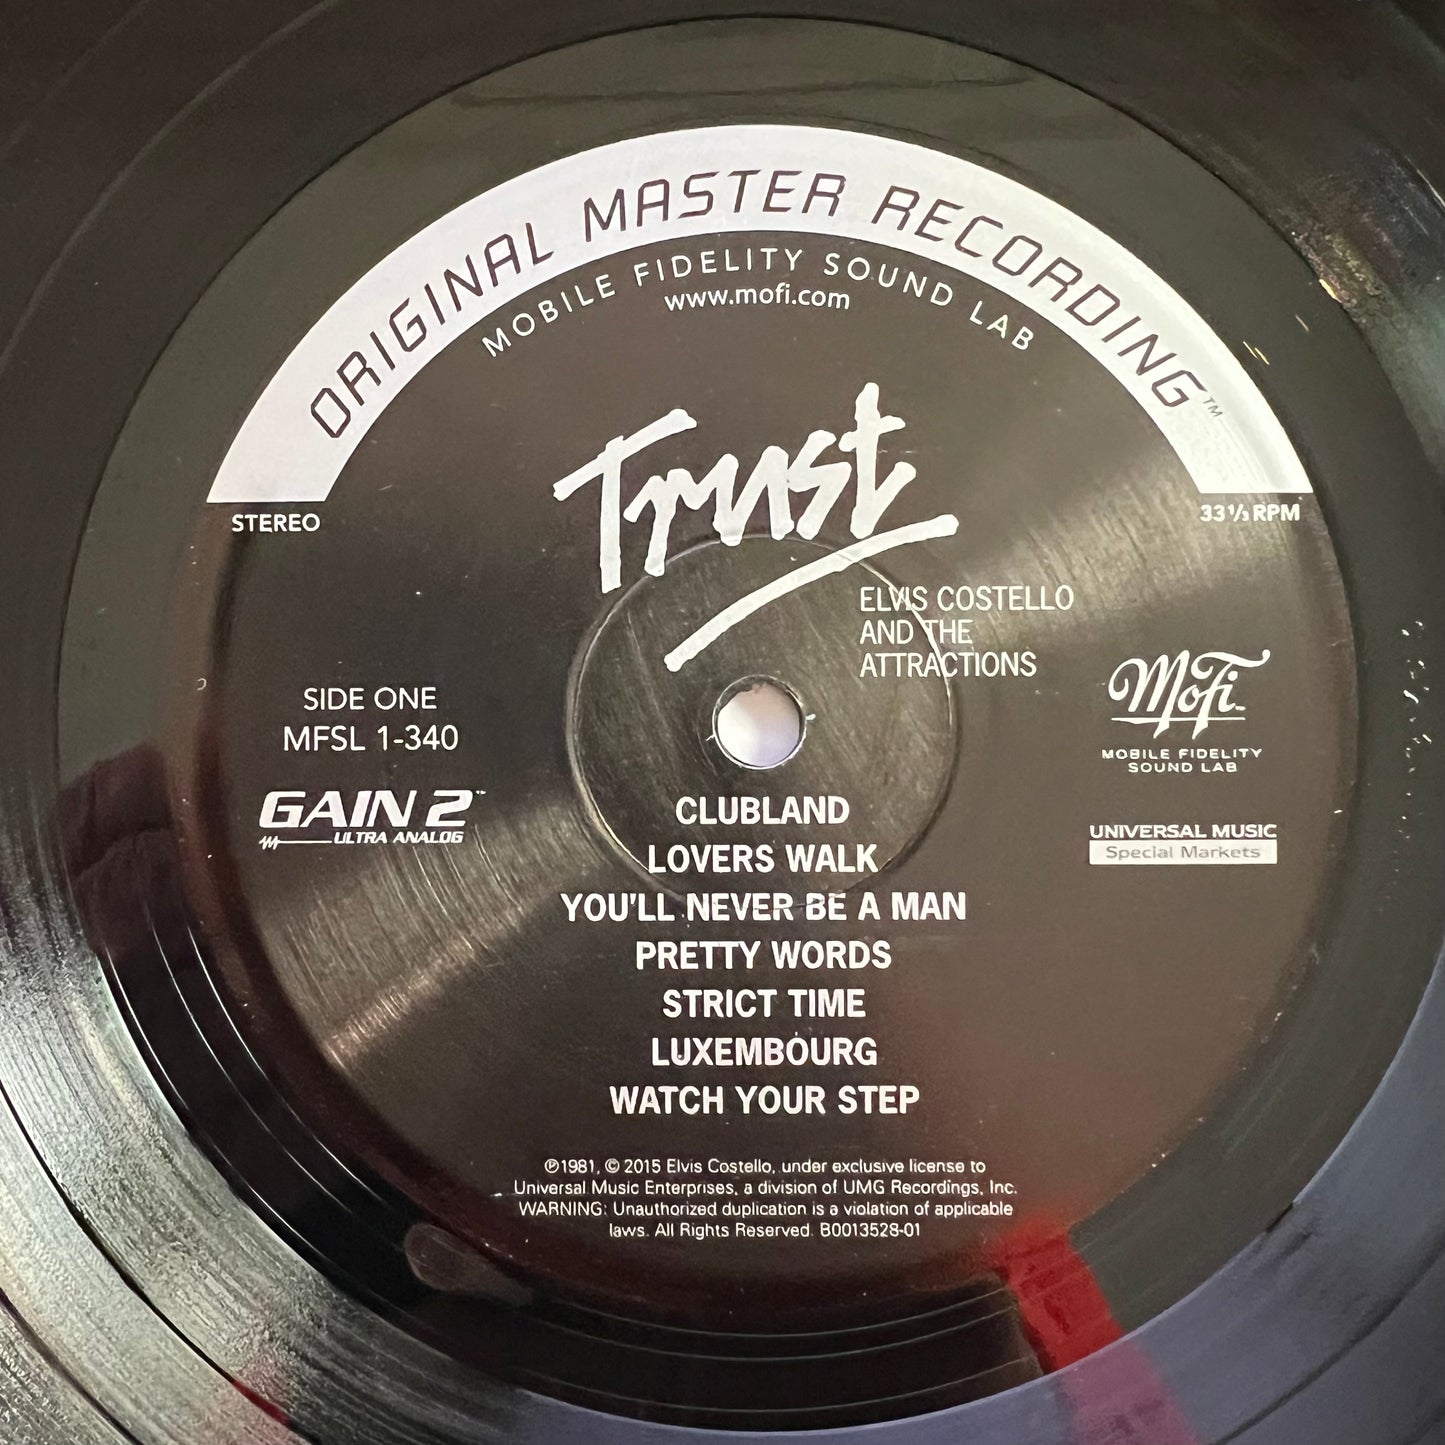 ORIGINAL MASTER RECORDING™
MOBILE FIDELITY SOUND LAB
www.mofi.com
Trust
STEREO
33 1/3 RPM
ELVIS COSTELLO
AND THE
ATTRACTIONS
SIDE ONE
MFSL 1-340
GAIN 2™
ULTRA ANALOG
MoFi™
MOBILE FIDELITY
SOUND LAB
UNIVERSAL MUSIC
Special Markets
CLUBLAND
LOVERS WALK
YOU'LL NEVER BE A MAN
PRETTY WORDS
STRICT TIME
LUXEMBOURG
WATCH YOUR STEP
℗1981, © 2015 Elvis Costello, under exclusive license to
Universal Music Enterprises, a division of UMG Recordings, Inc.
WARNING: Unauthorized duplication is a violation of applicable
laws. All Rights Reserved. B0013528-01